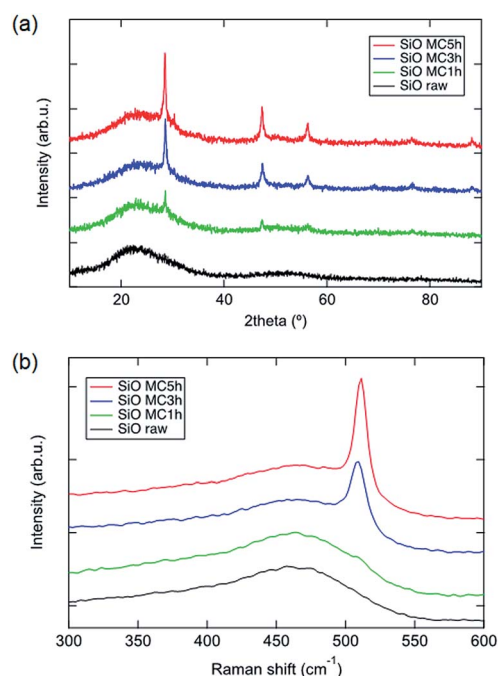 (a)
SiO MC5h
SiO MC3h
SiO MC1h
SiO raw
Intensity (arb.u.)
20 40 60 80
2theta (º)
(b)
SiO MC5h
SiO MC3h
SiO MC1h
SiO raw
Intensity (arb.u.)
300 350 400 450 500 550 600
Raman shift (cm⁻¹)